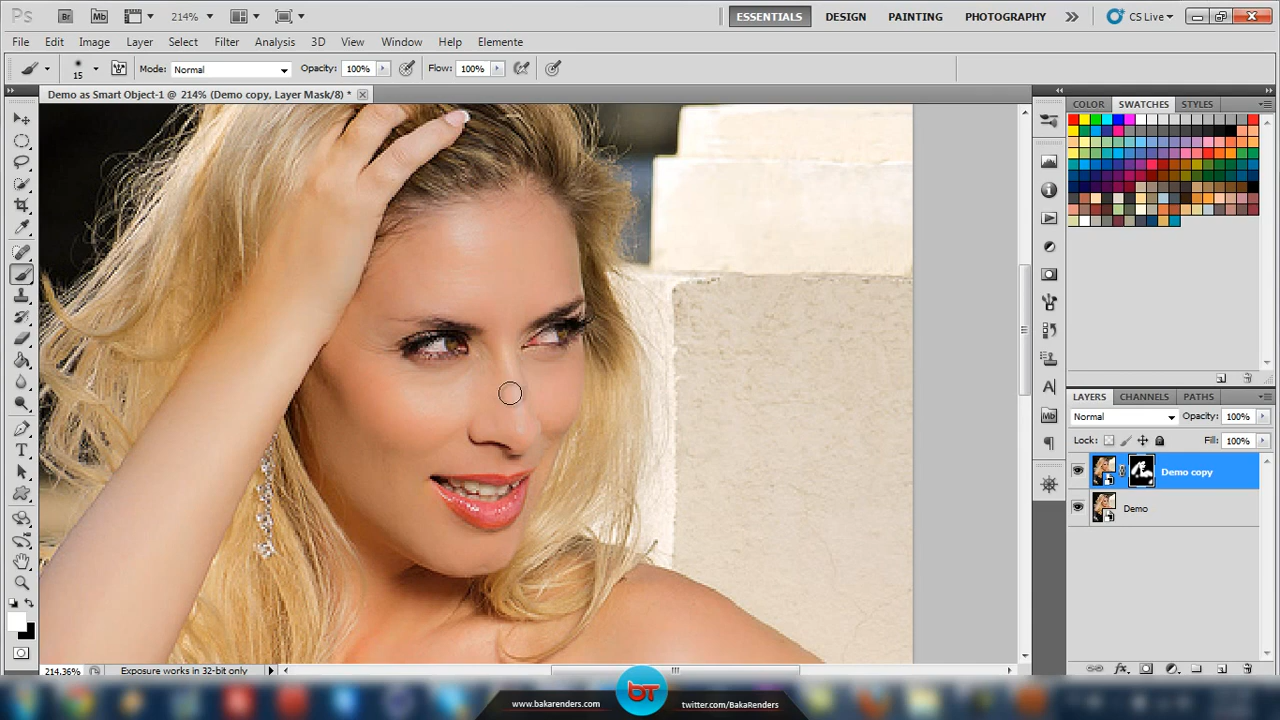 Ps Br Mb 214% ESSENTIALS DESIGN PAINTING PHOTOGRAPHY CS Live
File Edit Image Layer Select Filter Analysis 3D View Window Help Elemente
15 Mode: Normal Opacity: 100% Flow: 100%
Demo as Smart Object-1 @ 214% (Demo copy, Layer Mask/8) *
COLOR SWATCHES STYLES
LAYERS CHANNELS PATHS
Normal Opacity: 100%
Lock: Fill: 100%
Demo copy
Demo
214.36% Exposure works in 32-bit only
www.bakarenders.com bT twitter.com/BakaRenders